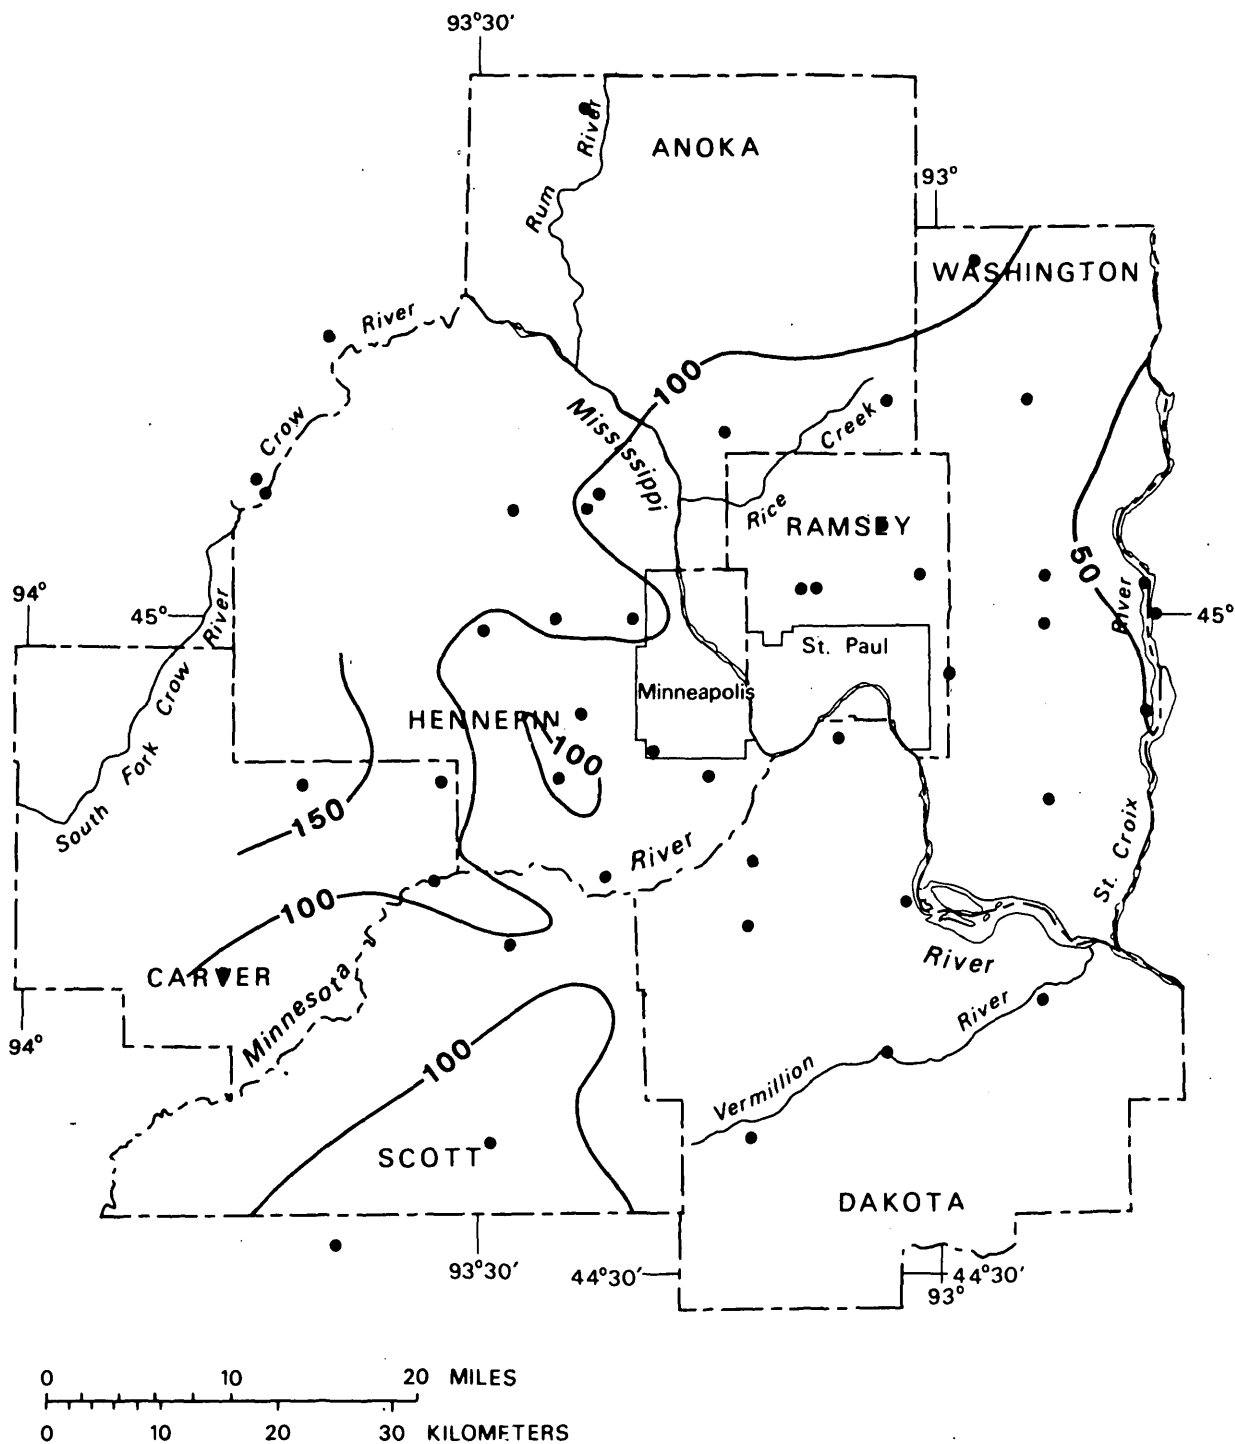 93°30′
ANOKA
Rum River
93°
WASHINGTON
Crow River
100
Mississippi
Rice Creek
RAMSEY
50
94°
45°
River
45°
South Fork Crow River
St. Paul
Minneapolis
HENNEPIN
100
150
River
St. Croix
100
CARVER
Minnesota
River
94°
100
Vermillion River
SCOTT
DAKOTA
93°30′
44°30′
44°30′
93°
0 10 20 MILES
0 10 20 30 KILOMETERS